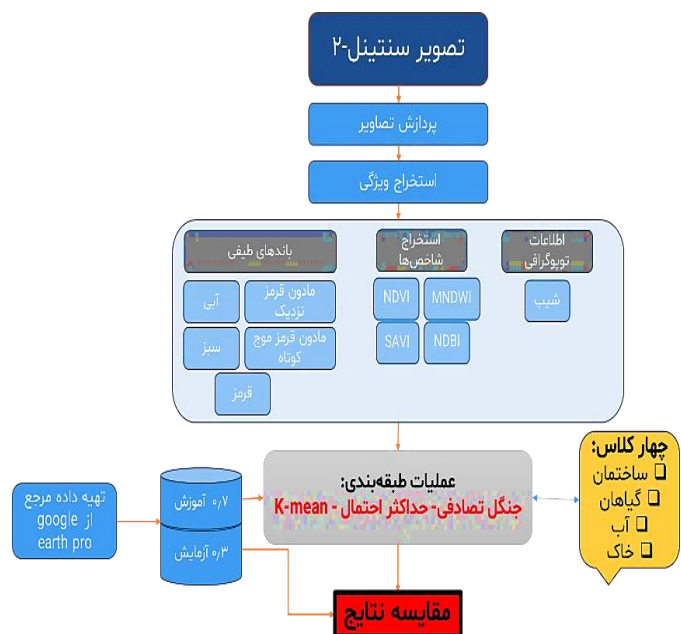 تصویر سنتینل-۲
پردازش تصاویر
استخراج ویژگی
اطلاعات
توپوگرافی
استخراج
شاخص‌ها
باندهای طیفی
شیب
MNDWI
NDVI
NDBI
SAVI
مادون قرمز
نزدیک
آبی
مادون قرمز موج
کوتاه
سبز
قرمز
چهار کلاس:
ساختمان
گیاهان
آب
خاک
عملیات طبقه‌بندی:
جنگل تصادفی- حداکثر احتمال - K-mean
۰٫۷ آموزش
۰٫۳ آزمایش
تهیه داده مرجع
از google
earth pro
مقایسه نتایج